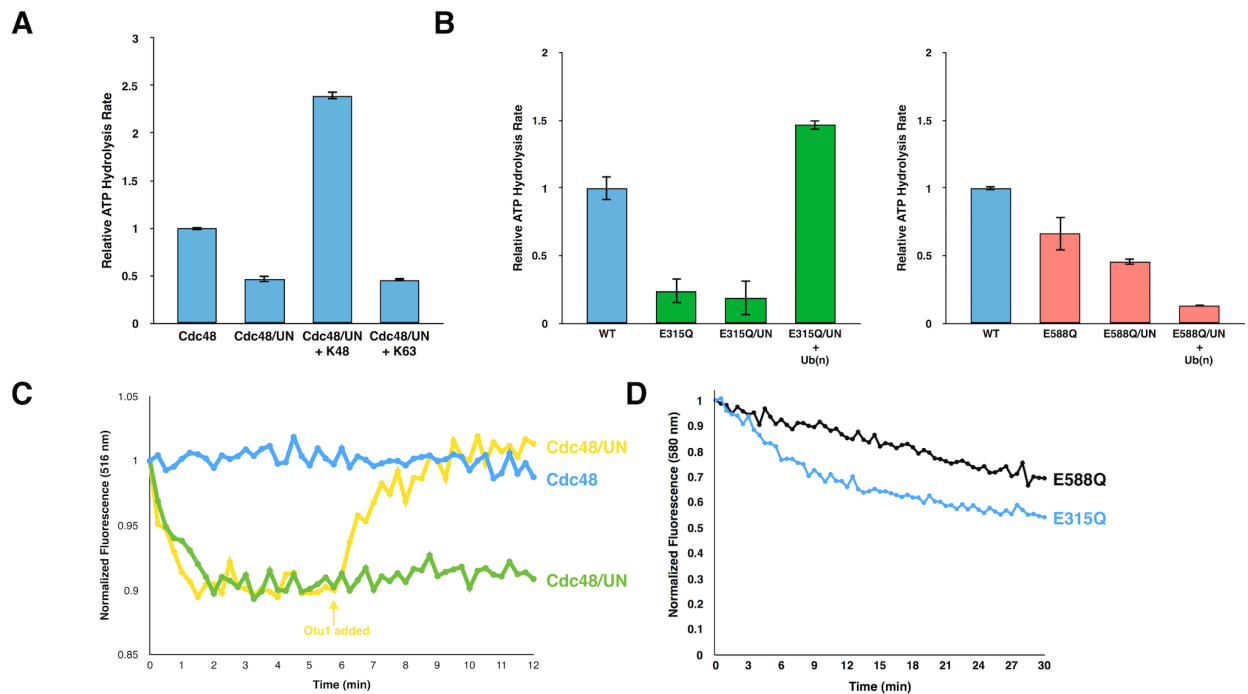 A
Relative ATP Hydrolysis Rate
3
2.5
2
1.5
1
0.5
0
Cdc48
Cdc48/UN
Cdc48/UN
+ K48
Cdc48/UN
+ K63
B
Relative ATP Hydrolysis Rate
2
1.5
1
0.5
0
WT
E315Q
E315Q/UN
E315Q/UN
+
Ub(n)
Relative ATP Hydrolysis Rate
2
1.5
1
0.5
0
WT
E588Q
E588Q/UN
E588Q/UN
+
Ub(n)
C
Normalized Fluorescence (516 nm)
1.05
1
0.95
0.9
0.85
Cdc48/UN
Cdc48
Cdc48/UN
Otu1 added
0 1 2 3 4 5 6 7 8 9 10 11 12
Time (min)
D
Normalized Fluorescence (580 nm)
1
0.9
0.8
0.7
0.6
0.5
0.4
0.3
0.2
0.1
0
E588Q
E315Q
0 3 6 9 12 15 18 21 24 27 30
Time (min)